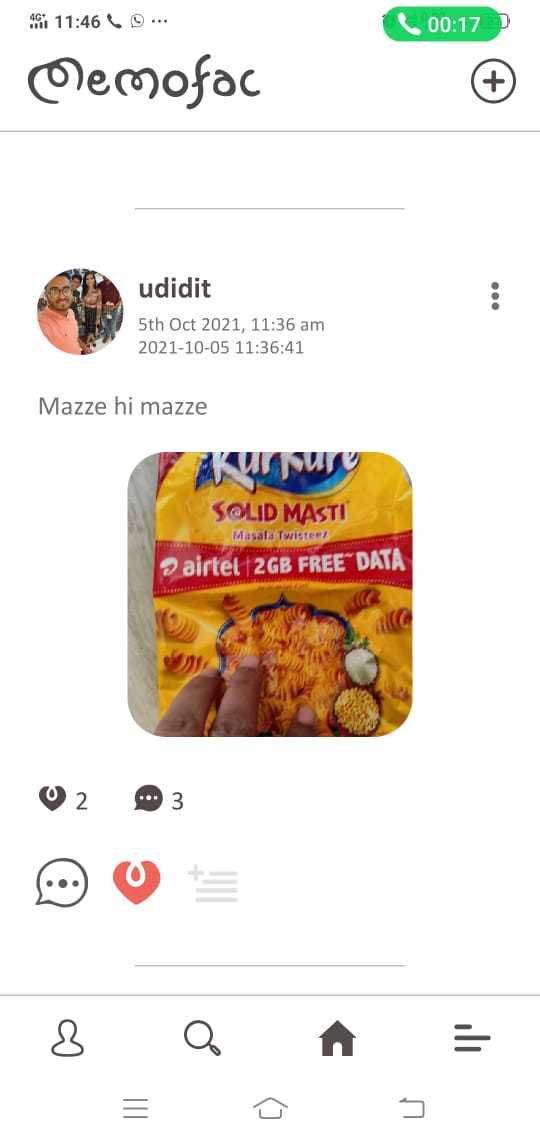 4G+ 11:46
00:17
Memofac
udidit
5th Oct 2021, 11:36 am
2021-10-05 11:36:41
Mazze hi mazze
Kurkure
SOLID MASTI
Masala Twisteez
airtel 2GB FREE~ DATA
2
3